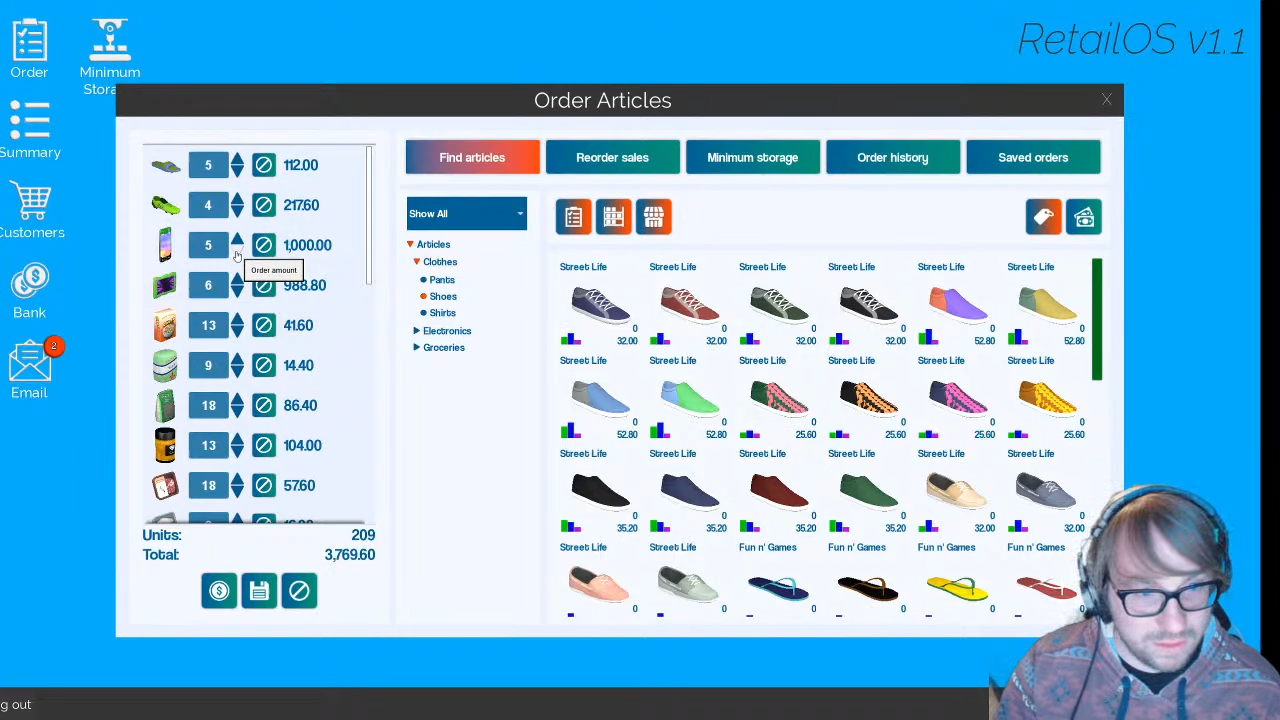 RetailOS v1.1
Order
Minimum
Stora
Summary
Customers
Bank
2
Email
Order Articles
X
Find articles
Reorder sales
Minimum storage
Order history
Saved orders
5 112.00
4 217.60
5 1,000.00
Order amount
6 988.80
13 41.60
9 14.40
18 86.40
13 104.00
18 57.60
Units: 209
Total: 3,769.60
Show All
Articles
Clothes
Pants
Shoes
Shirts
Electronics
Groceries
Street Life Street Life Street Life Street Life Street Life Street Life
0 0 0 0 0 0
32.00 32.00 32.00 32.00 52.80 52.80
Street Life Street Life Street Life Street Life Street Life Street Life
0 0 0 0 0 0
52.80 52.80 25.60 25.60 25.60 25.60
Street Life Street Life Street Life Street Life Street Life Street Life
0 0 0 0 0 0
35.20 35.20 35.20 35.20 32.00 32.00
Street Life Street Life Fun n' Games Fun n' Games Fun n' Games Fun n' Games
0 0 0 0 0
g out